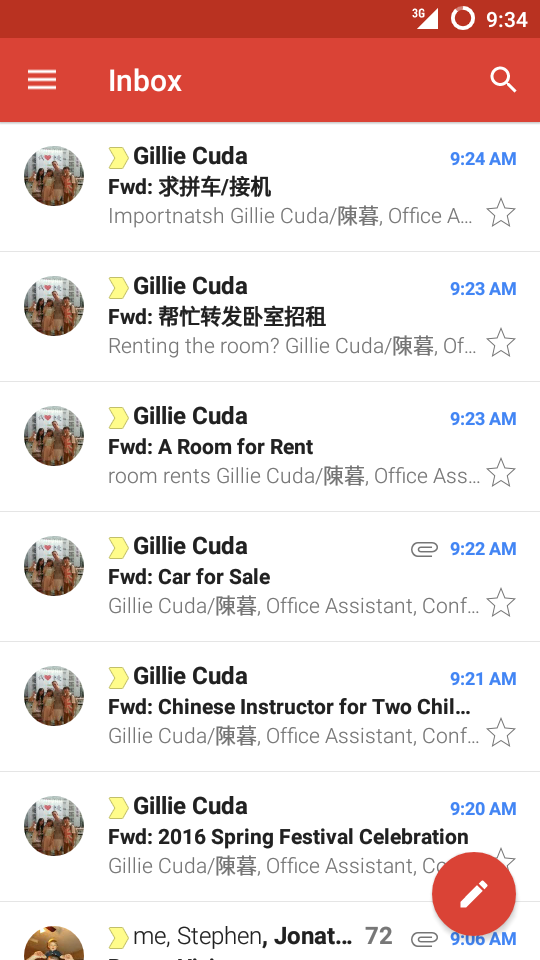 3G 9:34
Inbox
Gillie Cuda 9:24 AM
Fwd: 求拼车/接机
Importnatsh Gillie Cuda/陳暮, Office A...
Gillie Cuda 9:23 AM
Fwd: 帮忙转发卧室招租
Renting the room? Gillie Cuda/陳暮, Of...
Gillie Cuda 9:23 AM
Fwd: A Room for Rent
room rents Gillie Cuda/陳暮, Office Ass...
Gillie Cuda 9:22 AM
Fwd: Car for Sale
Gillie Cuda/陳暮, Office Assistant, Conf...
Gillie Cuda 9:21 AM
Fwd: Chinese Instructor for Two Chil...
Gillie Cuda/陳暮, Office Assistant, Conf...
Gillie Cuda 9:20 AM
Fwd: 2016 Spring Festival Celebration
Gillie Cuda/陳暮, Office Assistant, Co
me, Stephen, Jonat... 72 9:06 AM